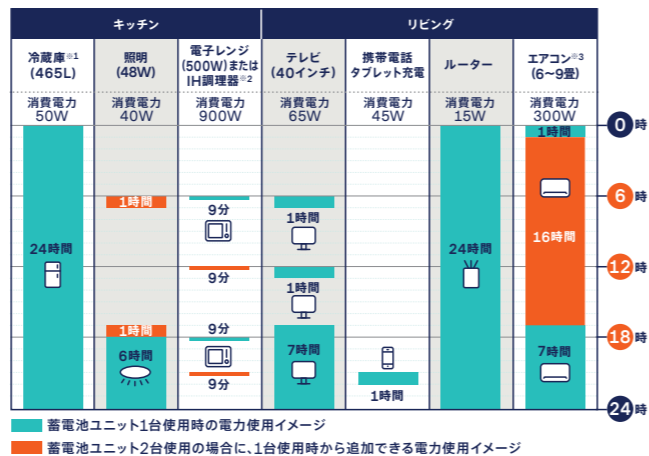 キッチン
リビング
冷蔵庫※1
(465L)
照明
(48W)
電子レンジ
(500W)または
IH調理器※2
テレビ
(40インチ)
携帯電話
タブレット充電
ルーター
エアコン※3
(6〜9畳)
消費電力
50W
消費電力
40W
消費電力
900W
消費電力
65W
消費電力
45W
消費電力
15W
消費電力
300W
0時
1時間
6時
1時間
9分
1時間
24時間
24時間
16時間
12時
9分
1時間
1時間
9分
18時
6時間
7時間
7時間
9分
1時間
24時
蓄電池ユニット1台使用時の電力使用イメージ
蓄電池ユニット2台使用の場合に、1台使用時から追加できる電力使用イメージ